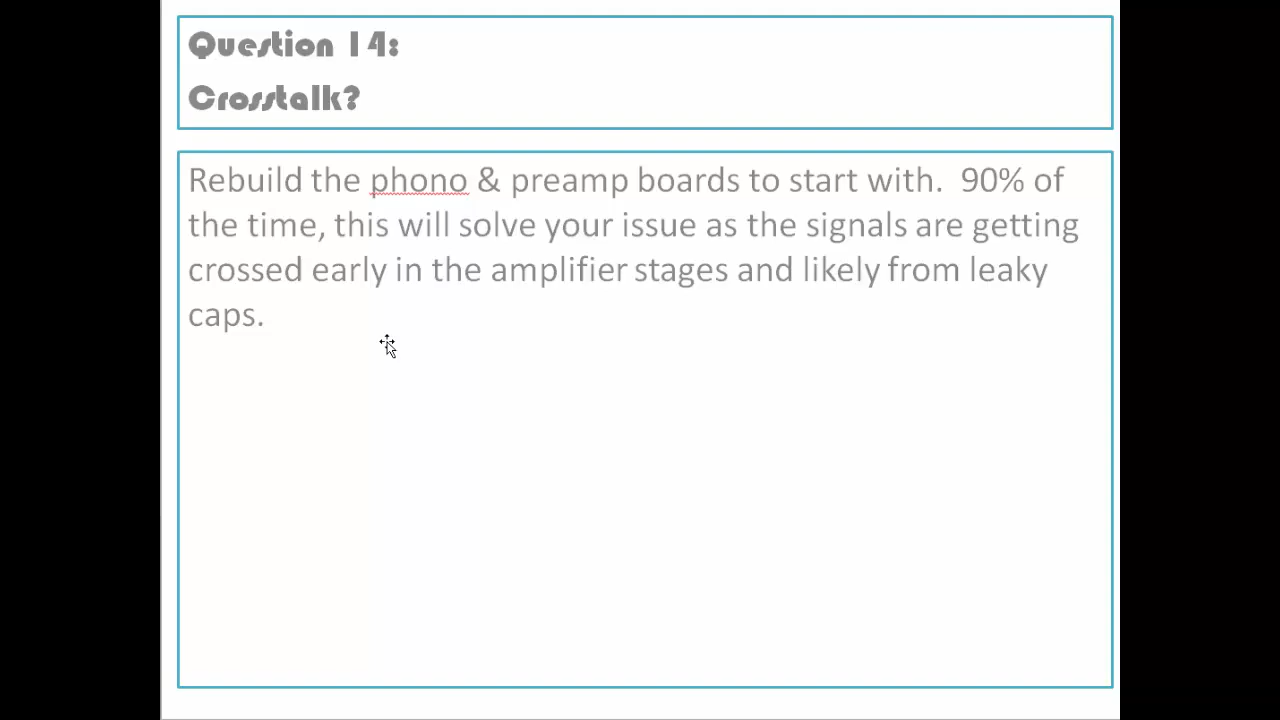 Question 14:
Crosstalk?
Rebuild the phono & preamp boards to start with.  90% of
the time, this will solve your issue as the signals are getting
crossed early in the amplifier stages and likely from leaky
caps.